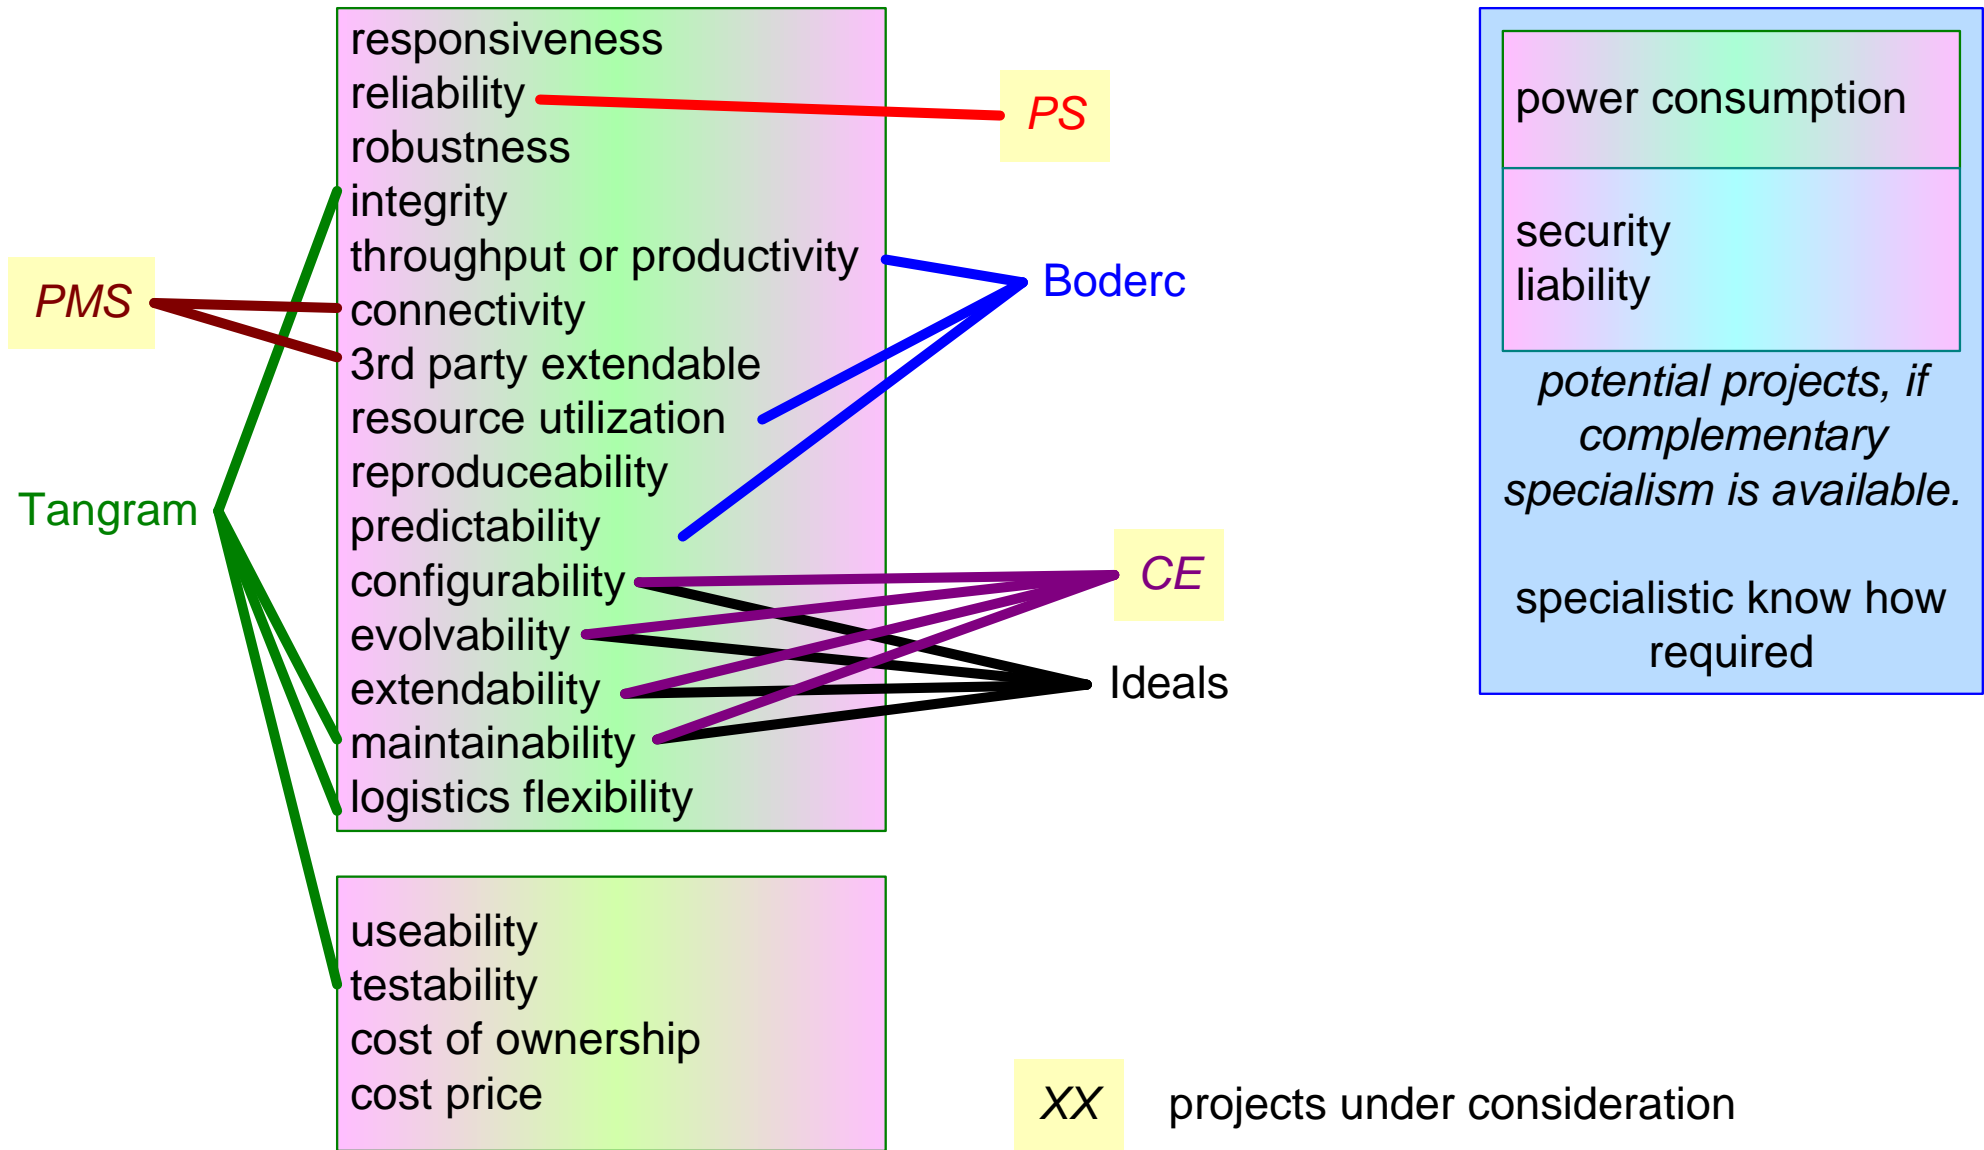 responsiveness
reliability
robustness
integrity
throughput or productivity
connectivity
3rd party extendable
resource utilization
reproduceability
predictability
configurability
evolvability
extendability
maintainability
logistics flexibility
useability
testability
cost of ownership
cost price
PMS
Tangram
PS
Boderc
CE
Ideals
XX projects under consideration
power consumption
security
liability
potential projects, if
complementary
specialism is available.
specialistic know how
required